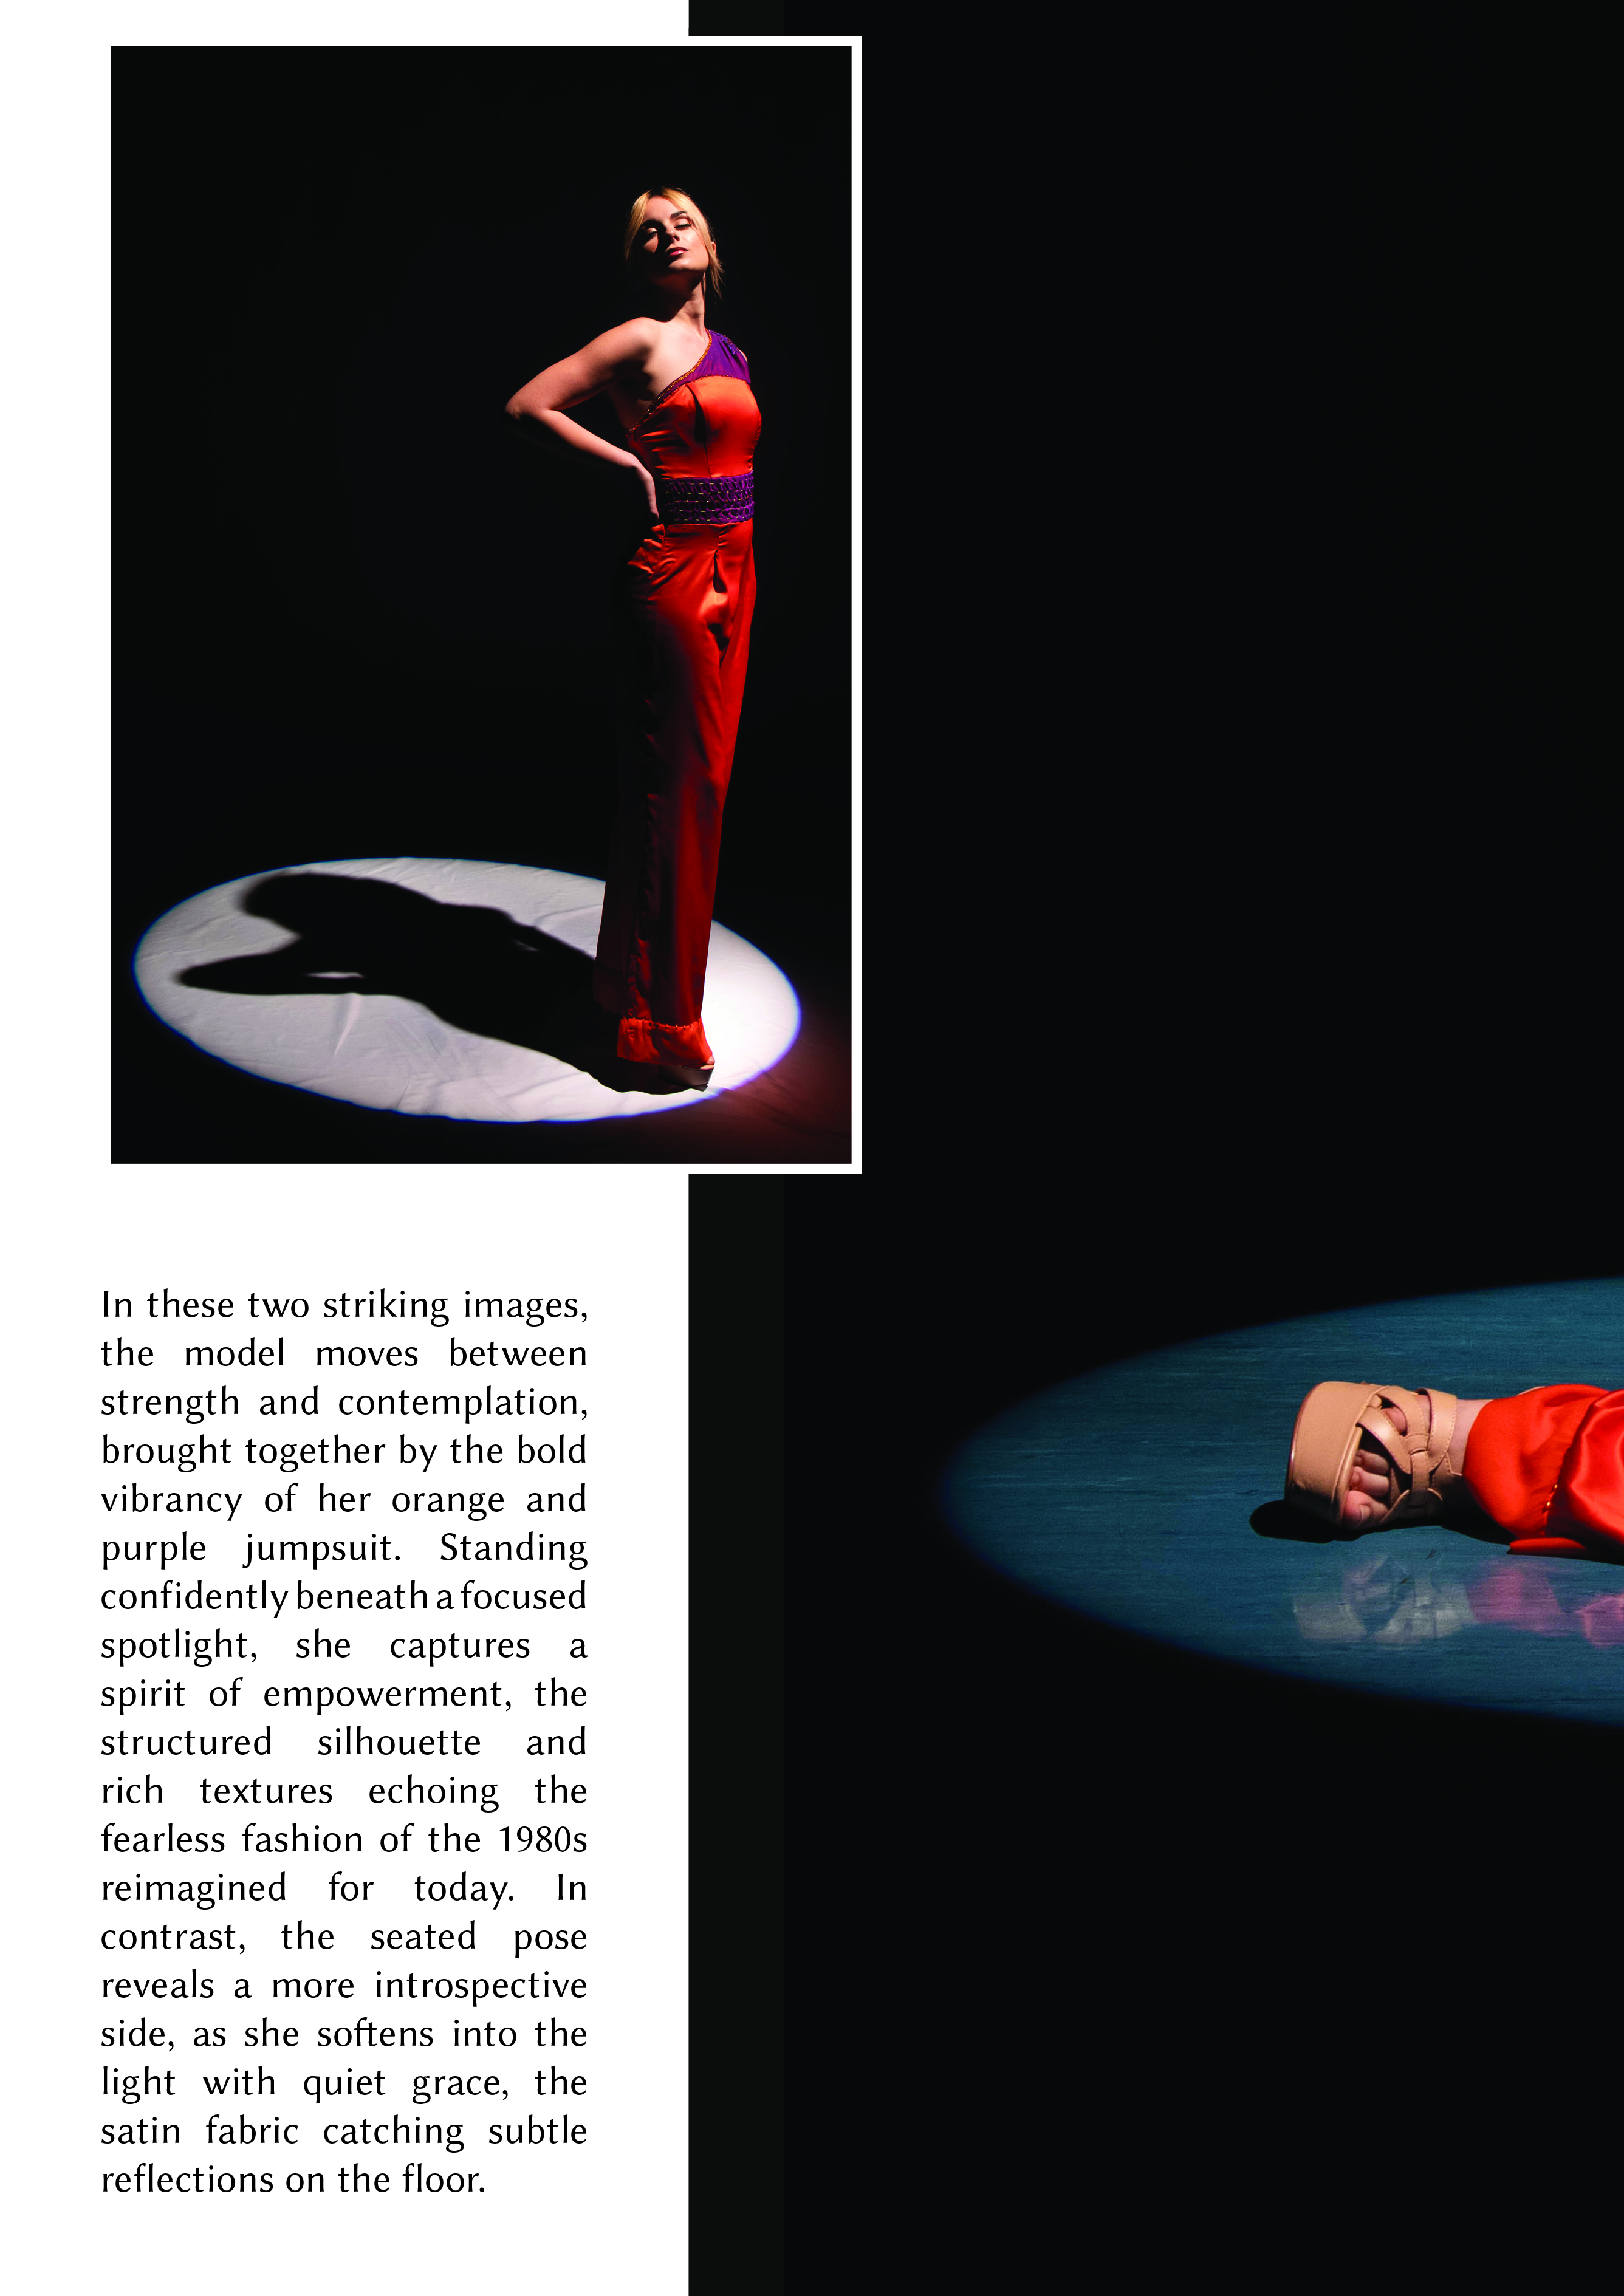 In these two striking images,
the model moves between
strength and contemplation,
brought together by the bold
vibrancy of her orange and
purple jumpsuit. Standing
confidently beneath a focused
spotlight, she captures a
spirit of empowerment, the
structured silhouette and
rich textures echoing the
fearless fashion of the 1980s
reimagined for today. In
contrast, the seated pose
reveals a more introspective
side, as she softens into the
light with quiet grace, the
satin fabric catching subtle
reflections on the floor.